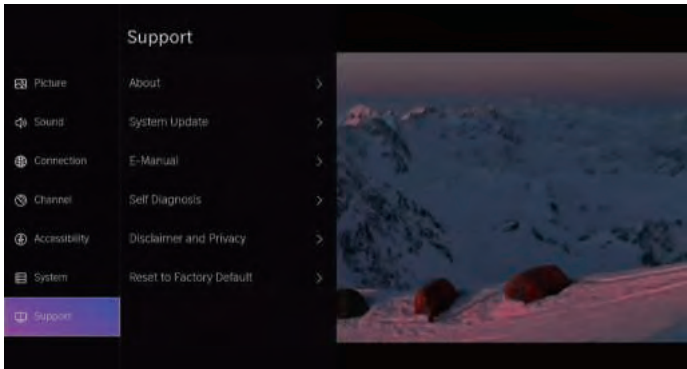 Support
Picture
Sound
Connection
Channel
Accessibility
System
Support
About
System Update
E-Manual
Self Diagnosis
Disclaimer and Privacy
Reset to Factory Default